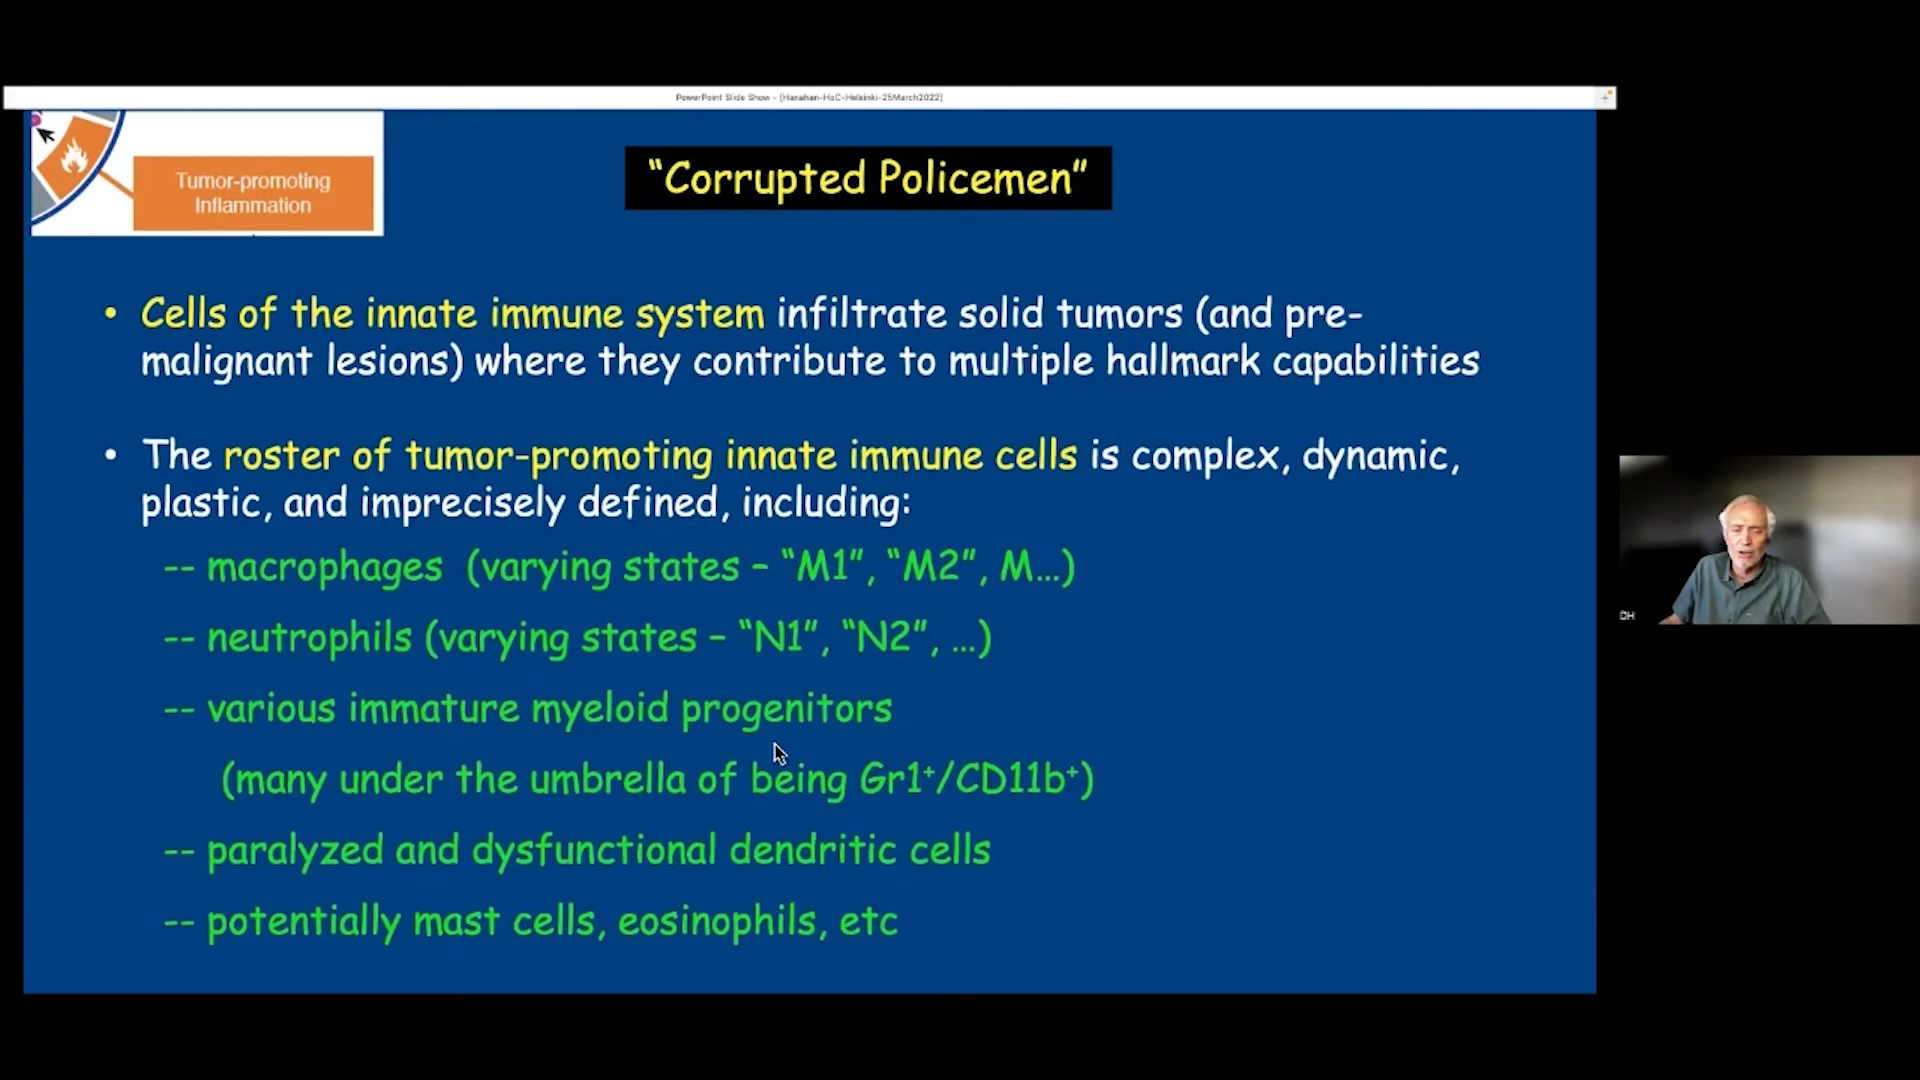 PowerPoint Slide Show - [Hanahan-HoC-Helsinki-25March2022]
Tumor-promoting
Inflammation
“Corrupted Policemen”
• Cells of the innate immune system infiltrate solid tumors (and pre-
malignant lesions) where they contribute to multiple hallmark capabilities
• The roster of tumor-promoting innate immune cells is complex, dynamic,
plastic, and imprecisely defined, including:
-- macrophages (varying states – “M1”, “M2”, M…)
-- neutrophils (varying states – “N1”, “N2”, …)
-- various immature myeloid progenitors
(many under the umbrella of being Gr1⁺/CD11b⁺)
-- paralyzed and dysfunctional dendritic cells
-- potentially mast cells, eosinophils, etc
DH